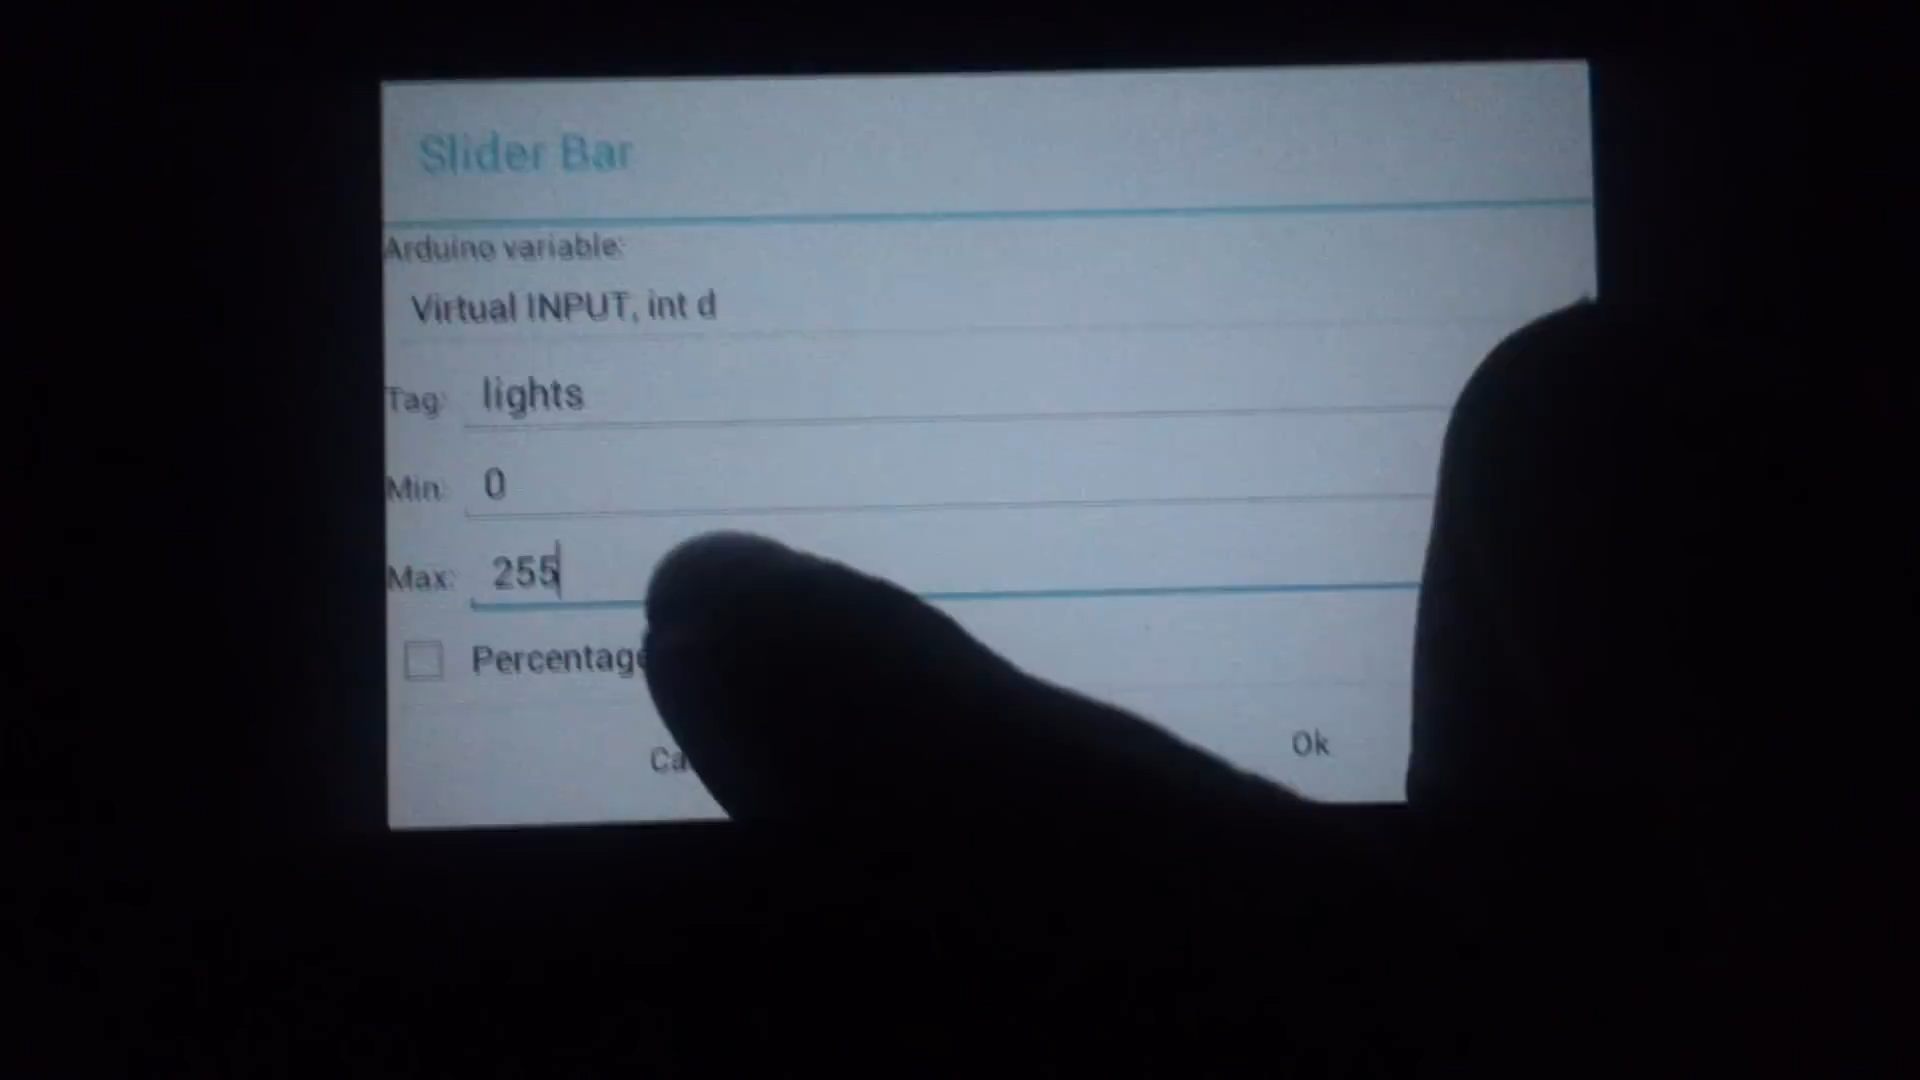 Slider Bar
Arduino variable:
Virtual INPUT, int d
Tag: lights
Min: 0
Max: 255
Percentage
Ok